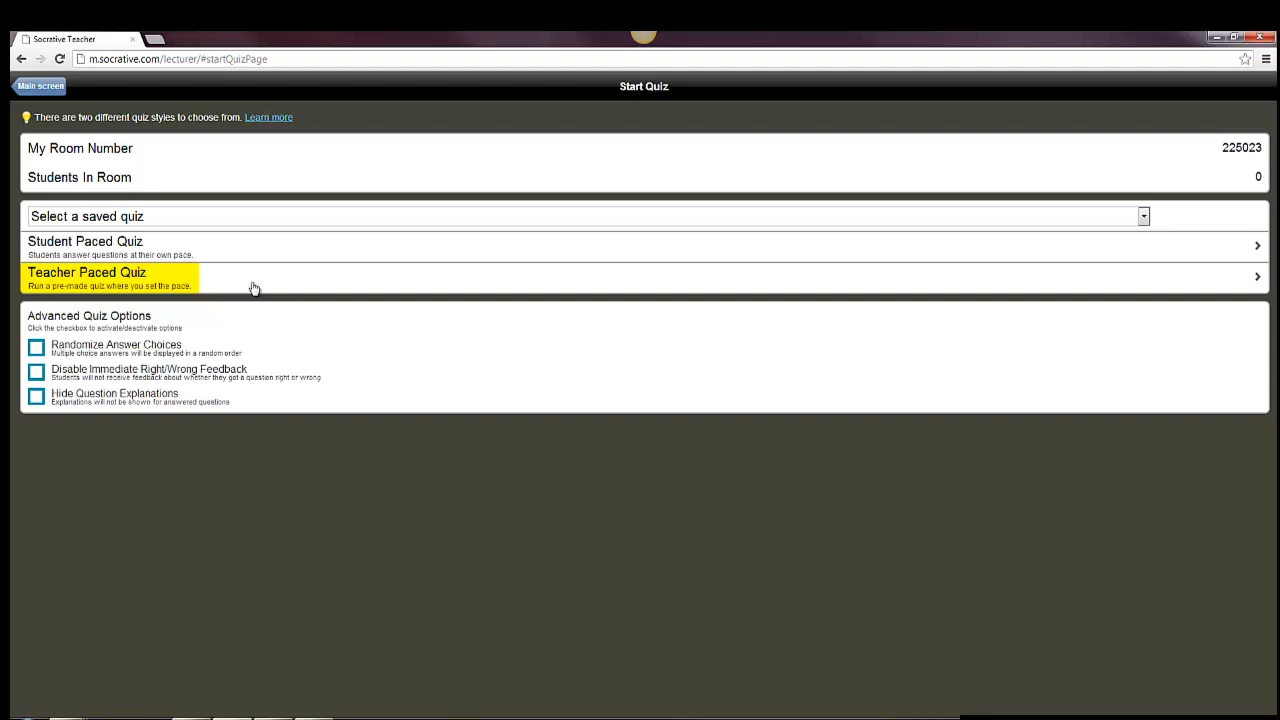 Socrative Teacher
m.socrative.com/lecturer/#startQuizPage
Main screen
Start Quiz
There are two different quiz styles to choose from. Learn more
My Room Number 225023
Students In Room 0
Select a saved quiz
Student Paced Quiz
Students answer questions at their own pace.
Teacher Paced Quiz
Run a pre-made quiz where you set the pace.
Advanced Quiz Options
Click the checkbox to activate/deactivate options
Randomize Answer Choices
Multiple choice answers will be displayed in a random order
Disable Immediate Right/Wrong Feedback
Students will not receive feedback about whether they got a question right or wrong
Hide Question Explanations
Explanations will not be shown for answered questions